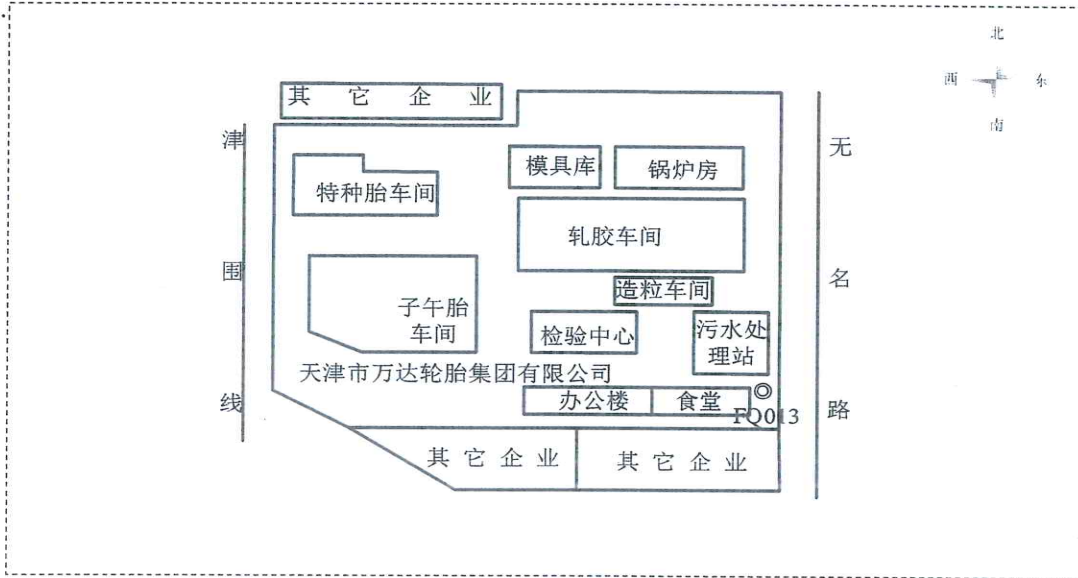 北
西 东
南
其 它 企 业
津 围 线
无 名 路
模具库
锅炉房
特种胎车间
轧胶车间
造粒车间
子午胎
车间
检验中心
污水处
理站
天津市万达轮胎集团有限公司
办公楼
食堂
FQ013
其 它 企 业
其 它 企 业